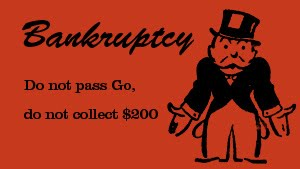 Bankruptcy
Do not pass Go,
do not collect $200